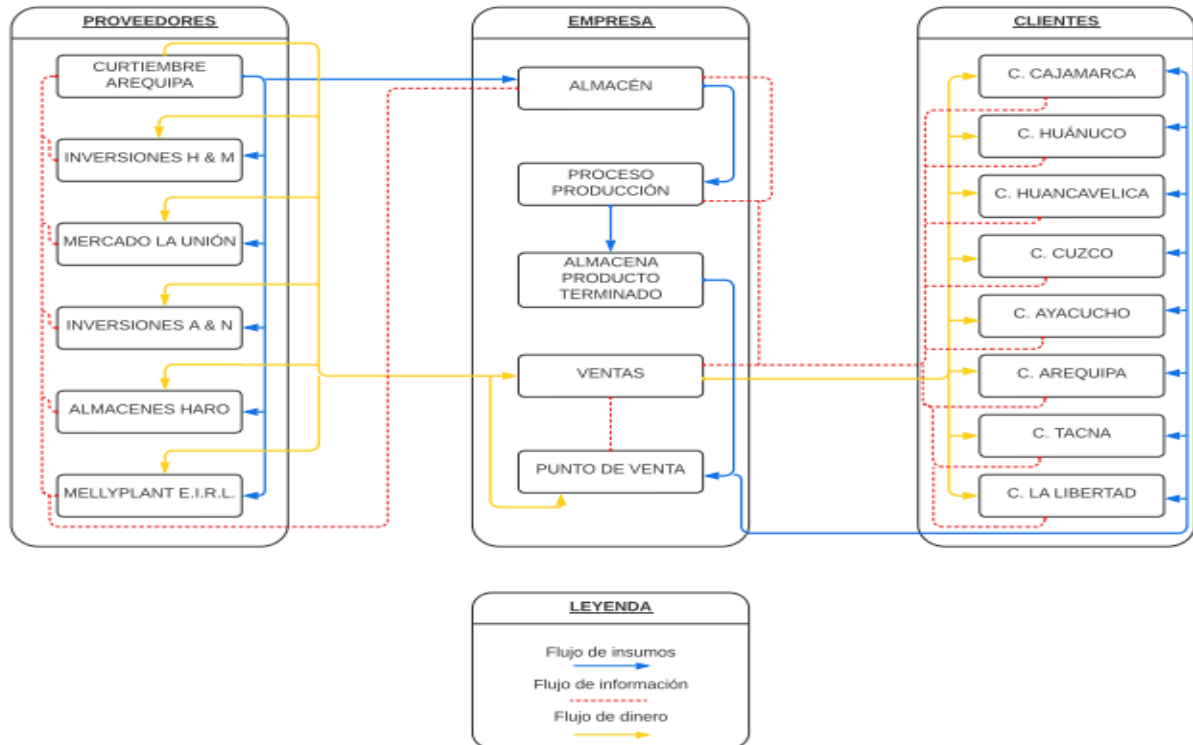 PROVEEDORES
CURTIEMBRE
AREQUIPA
INVERSIONES H & M
MERCADO LA UNIÓN
INVERSIONES A & N
ALMACENES HARO
MELLYPLANT E.I.R.L.
EMPRESA
ALMACÉN
PROCESO
PRODUCCIÓN
ALMACENA
PRODUCTO
TERMINADO
VENTAS
PUNTO DE VENTA
CLIENTES
C. CAJAMARCA
C. HUÁNUCO
C. HUANCAVELICA
C. CUZCO
C. AYACUCHO
C. AREQUIPA
C. TACNA
C. LA LIBERTAD
LEYENDA
Flujo de insumos
Flujo de información
Flujo de dinero